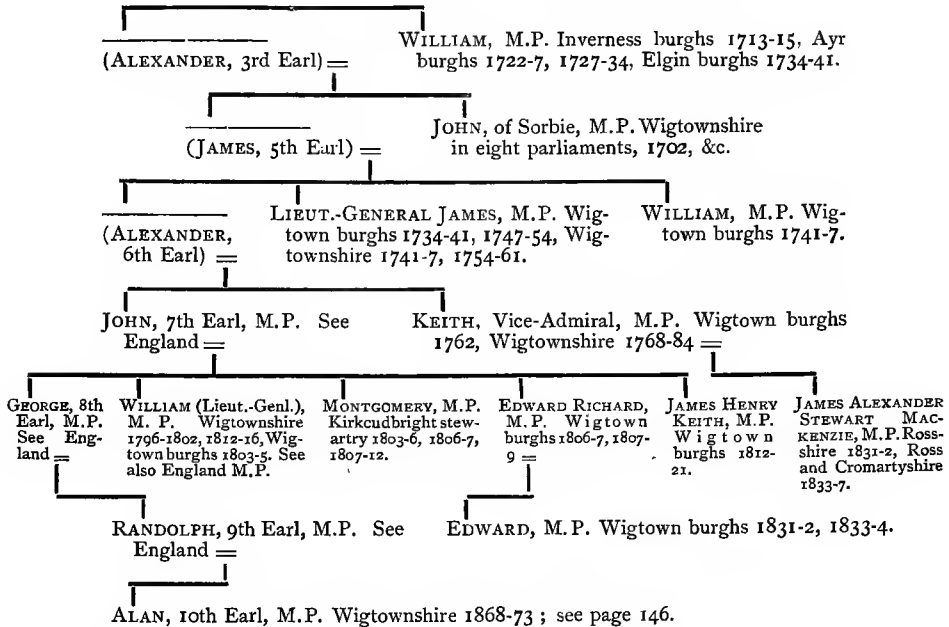 WILLIAM, M.P. Inverness burghs 1713-15, Ayr
burghs 1722-7, 1727-34, Elgin burghs 1734-41.
(ALEXANDER, 3rd Earl) =
JOHN, of Sorbie, M.P. Wigtownshire
in eight parliaments, 1702, &c.
(JAMES, 5th Earl) =
(ALEXANDER,
6th Earl) =
LIEUT.-GENERAL JAMES, M.P. Wig-
town burghs 1734-41, 1747-54, Wig-
townshire 1741-7, 1754-61.
WILLIAM, M.P. Wig-
town burghs 1741-7.
JOHN, 7th Earl, M.P. See
England =
KEITH, Vice-Admiral, M.P. Wigtown burghs
1762, Wigtownshire 1768-84 =
GEORGE, 8th
Earl, M.P.
See Eng-
land =
WILLIAM (Lieut.-Genl.),
M. P. Wigtownshire
1796-1802, 1812-16, Wig-
town burghs 1803-5. See
also England M.P.
MONTGOMERY, M.P.
Kirkcudbright stew-
artry 1803-6, 1806-7,
1807-12.
EDWARD RICHARD,
M.P. Wigtown
burghs 1806-7, 1807-
9 =
JAMES HENRY
KEITH, M.P.
Wigtown
burghs 1812-
21.
JAMES ALEXANDER
STEWART MAC-
KENZIE, M.P. Ross-
shire 1831-2, Ross
and Cromartyshire
1833-7.
RANDOLPH, 9th Earl, M.P. See
England =
EDWARD, M.P. Wigtown burghs 1831-2, 1833-4.
ALAN, 10th Earl, M.P. Wigtownshire 1868-73 ; see page 146.